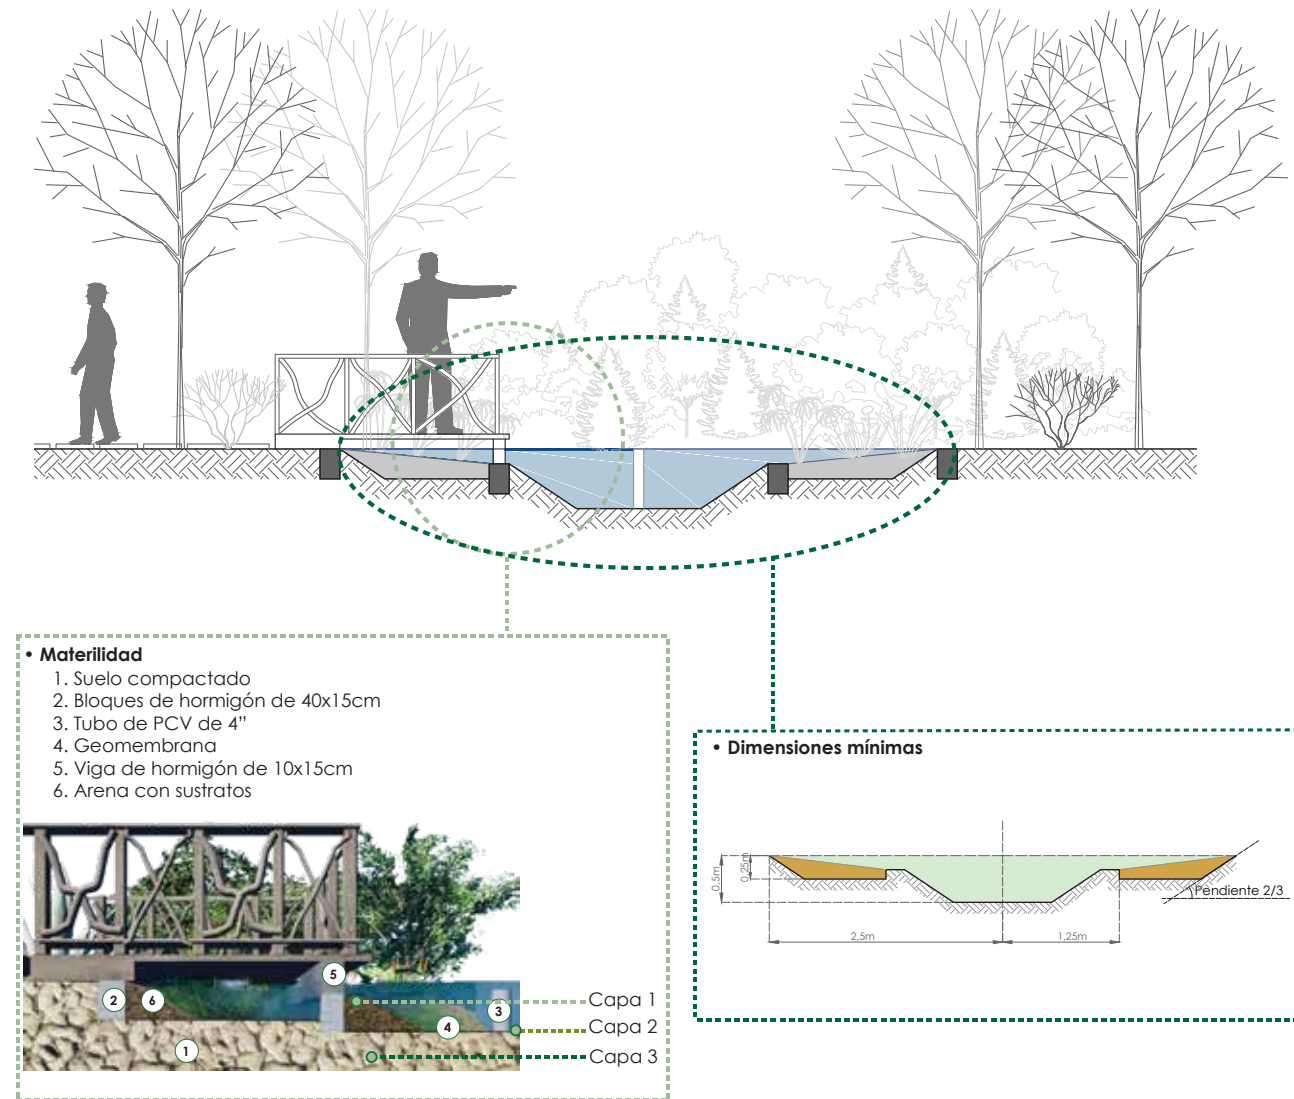 • Materilidad
1. Suelo compactado
2. Bloques de hormigón de 40x15cm
3. Tubo de PCV de 4”
4. Geomembrana
5. Viga de hormigón de 10x15cm
6. Arena con sustratos
5
2
6
3
4
1
Capa 1
Capa 2
Capa 3
• Dimensiones mínimas
0.5m
0,25m
Pendiente 2/3
2,5m
1,25m